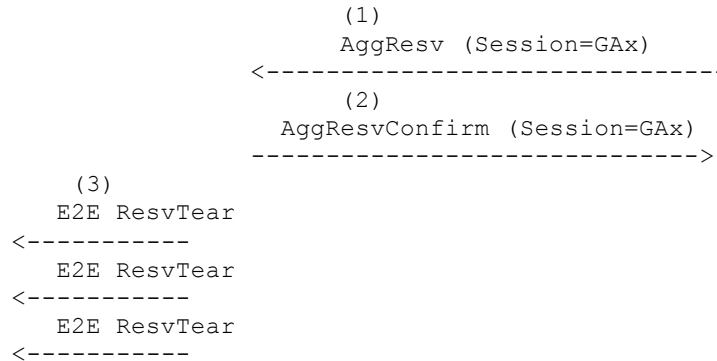 (1)
AggResv (Session=GAx)
<-------------------------------
(2)
AggResvConfirm (Session=GAx)
------------------------------>
(3)
E2E ResvTear
<-----------
E2E ResvTear
<-----------
E2E ResvTear
<-----------